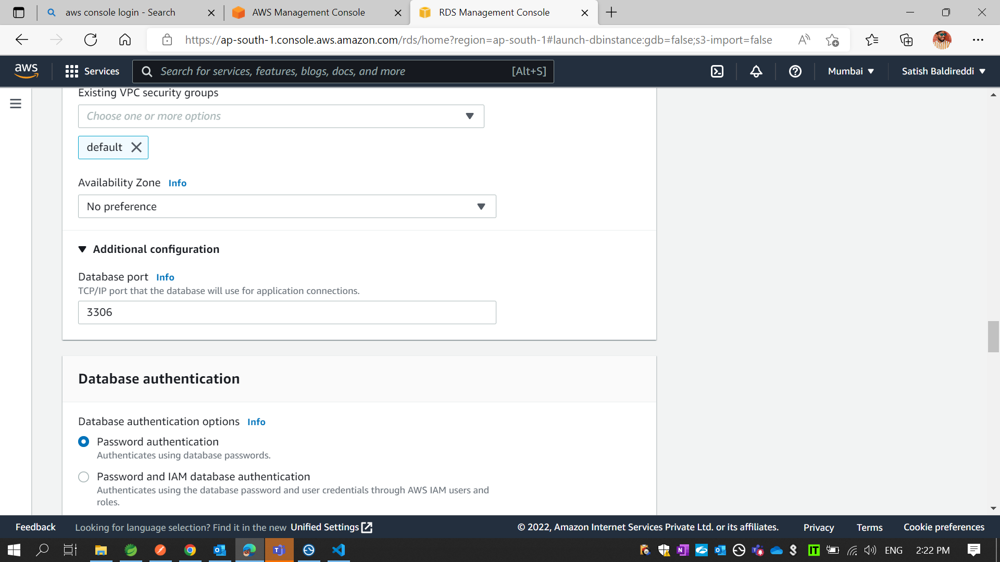 aws console login - Search
AWS Management Console
RDS Management Console
https://ap-south-1.console.aws.amazon.com/rds/home?region=ap-south-1#launch-dbinstance:gdb=false;s3-import=false
aws
Services
Search for services, features, blogs, docs, and more
[Alt+S]
Mumbai
Satish Baldireddi
Existing VPC security groups
Choose one or more options
default
Availability Zone Info
No preference
Additional configuration
Database port Info
TCP/IP port that the database will use for application connections.
3306
Database authentication
Database authentication options Info
Password authentication
Authenticates using database passwords.
Password and IAM database authentication
Authenticates using the database password and user credentials through AWS IAM users and
roles.
Feedback
Looking for language selection? Find it in the new Unified Settings
© 2022, Amazon Internet Services Private Ltd. or its affiliates.
Privacy
Terms
Cookie preferences
ENG
2:22 PM